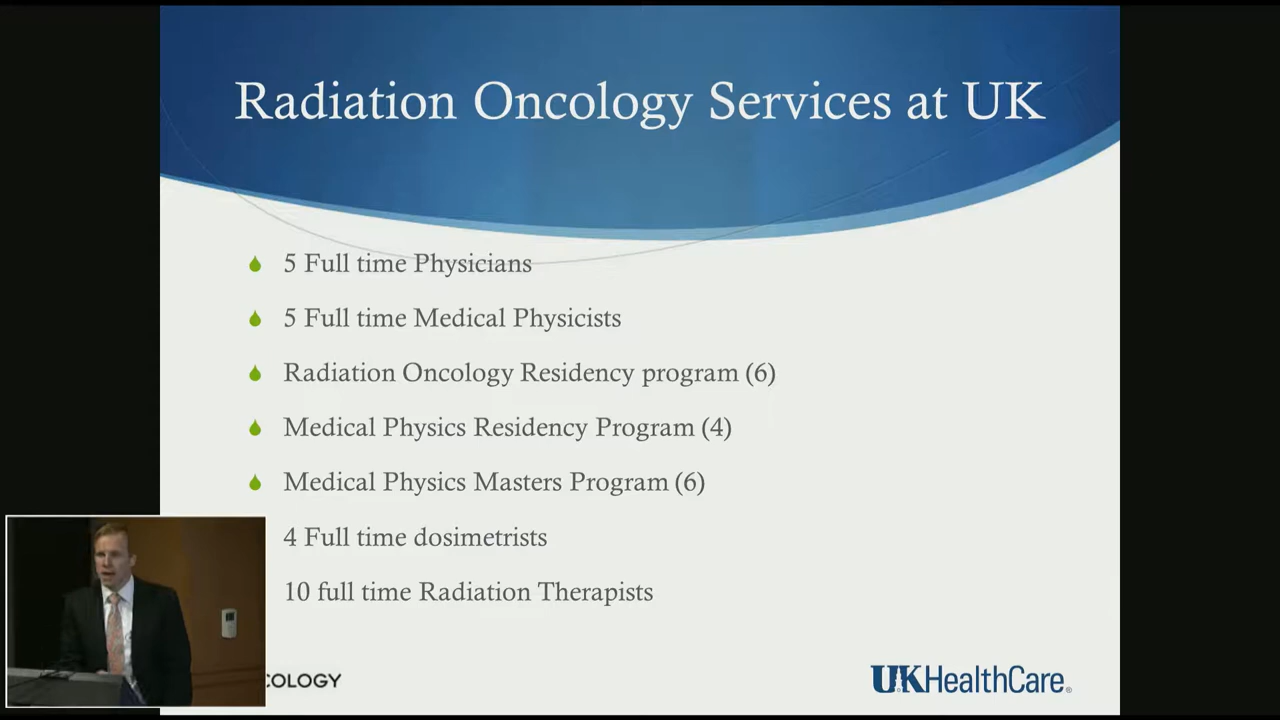 Radiation Oncology Services at UK
5 Full time Physicians
5 Full time Medical Physicists
Radiation Oncology Residency program (6)
Medical Physics Residency Program (4)
Medical Physics Masters Program (6)
4 Full time dosimetrists
10 full time Radiation Therapists
COLOGY
UKHealthCare®